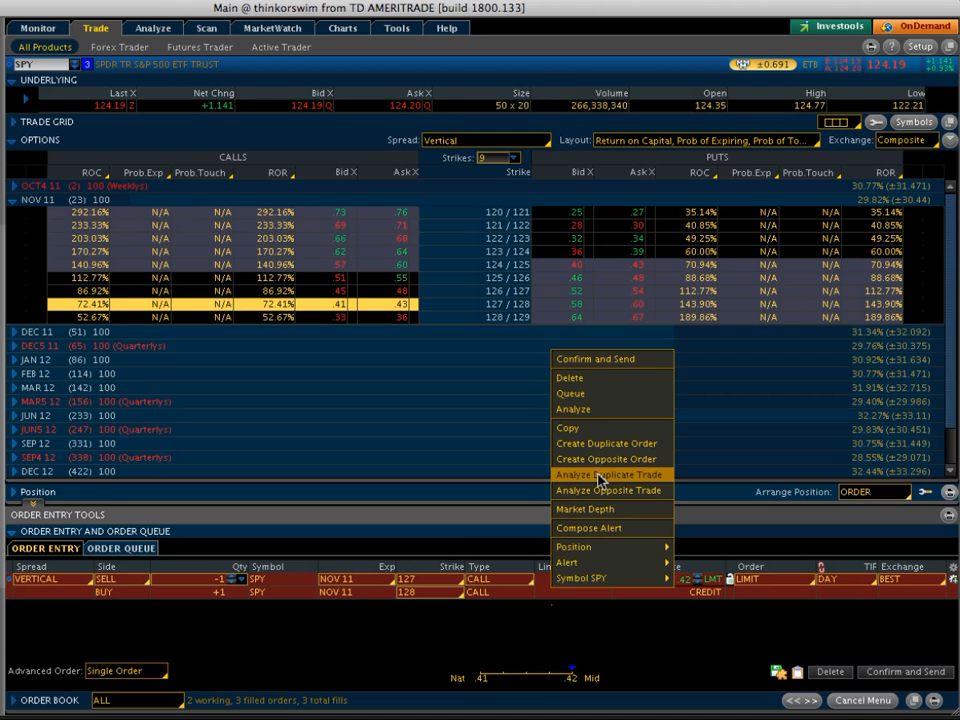 Main @ thinkorswim from TD AMERITRADE [build 1800.133]
Monitor Trade Analyze Scan MarketWatch Charts Tools Help Investools OnDemand
All Products Forex Trader Futures Trader Active Trader ? Setup
SPY 3 SPDR TR S&P 500 ETF TRUST ±0.691 ETB B: 124.19 A: 124.20 124.19 +1.141 +0.93%
UNDERLYING
Last X Net Chng Bid X Ask X Size Volume Open High Low
124.19 Z +1.141 124.19 Q 124.20 Q 50 x 20 266,338,340 124.35 124.77 122.21
TRADE GRID Symbols
OPTIONS Spread: Vertical Layout: Return on Capital, Prob of Expiring, Prob of To... Exchange: Composite
CALLS Strikes: 9 PUTS
ROC Prob.Exp Prob.Touch ROR Bid X Ask X Strike Bid X Ask X ROC Prob.Exp Prob.Touch ROR
OCT4 11 (2) 100 (Weeklys) 30.77% (±31.471)
NOV 11 (23) 100 29.82% (±30.44)
292.16% N/A N/A 292.16% .73 .76 120 / 121 .25 .27 35.14% N/A N/A 35.14%
233.33% N/A N/A 233.33% .69 .71 121 / 122 .28 .30 40.85% N/A N/A 40.85%
203.03% N/A N/A 203.03% .66 .68 122 / 123 .32 .34 49.25% N/A N/A 49.25%
170.27% N/A N/A 170.27% .62 .64 123 / 124 .36 .39 60.00% N/A N/A 60.00%
140.96% N/A N/A 140.96% .57 .60 124 / 125 .40 .43 70.94% N/A N/A 70.94%
112.77% N/A N/A 112.77% .51 .55 125 / 126 .46 .48 88.68% N/A N/A 88.68%
86.92% N/A N/A 86.92% .45 .48 126 / 127 .52 .54 112.77% N/A N/A 112.77%
72.41% N/A N/A 72.41% .41 .43 127 / 128 .58 .60 143.90% N/A N/A 143.90%
52.67% N/A N/A 52.67% .33 .36 128 / 129 .64 .67 189.86% N/A N/A 189.86%
DEC 11 (51) 100 31.34% (±32.092)
DEC5 11 (65) 100 (Quarterlys) 29.76% (±30.375)
JAN 12 (86) 100 30.92% (±31.634)
FEB 12 (114) 100 30.77% (±31.471)
MAR 12 (142) 100 31.91% (±32.715)
MAR5 12 (156) 100 (Quarterlys) 29.40% (±29.986)
JUN 12 (233) 100 32.27% (±33.11)
JUN5 12 (247) 100 (Quarterlys) 29.83% (±30.451)
SEP 12 (331) 100 30.75% (±31.449)
SEP4 12 (338) 100 (Quarterlys) 28.55% (±29.071)
DEC 12 (422) 100 32.44% (±33.296)
Confirm and Send
Delete
Queue
Analyze
Copy
Create Duplicate Order
Create Opposite Order
Analyze Duplicate Trade
Analyze Opposite Trade
Market Depth
Compose Alert
Position
Alert
Symbol SPY
Position Arrange Position: ORDER
ORDER ENTRY TOOLS
ORDER ENTRY AND ORDER QUEUE
ORDER ENTRY ORDER QUEUE
Spread Side Qty Symbol Exp Strike Type Order TIF Exchange
VERTICAL SELL -1 SPY NOV 11 127 CALL .42 LMT LIMIT DAY BEST
BUY +1 SPY NOV 11 128 CALL CREDIT
Advanced Order: Single Order Nat .41 .42 Mid Delete Confirm and Send
ORDER BOOK ALL 2 working, 3 filled orders, 3 total fills << >> Cancel Menu